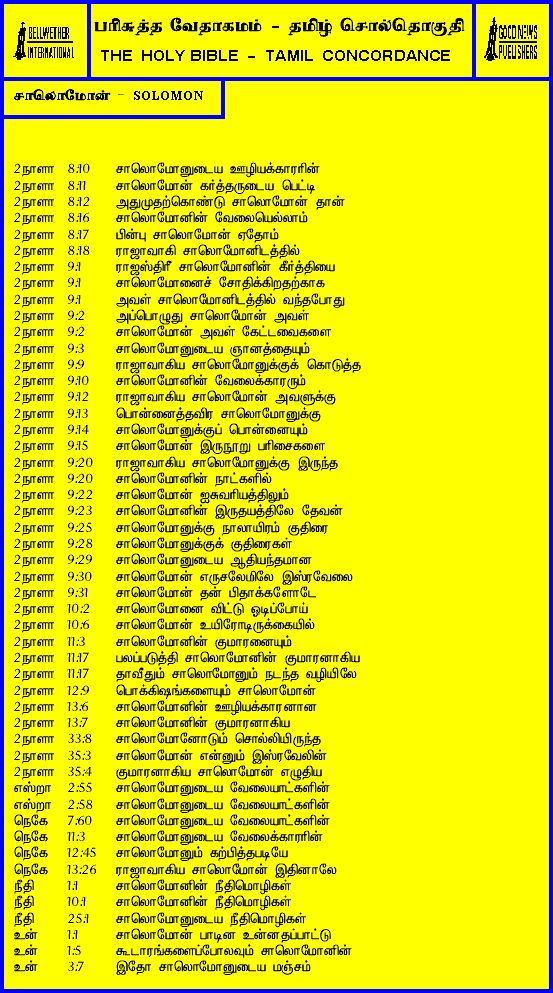 BELLWETHER
INTERNATIONAL
பரிசுத்த வேதாகமம் - தமிழ் சொல்தொகுதி
THE HOLY BIBLE - TAMIL CONCORDANCE
GOOD NEWS
PUBLISHERS
சாலொமோன் - SOLOMON
2நாளா 8:10 சாலொமோனுடைய ஊழியக்காரரின்
2நாளா 8:11 சாலொமோன் கர்த்தருடைய பெட்டி
2நாளா 8:12 அதுமுதற்கொண்டு சாலொமோன் தான்
2நாளா 8:16 சாலொமோனின் வேலையெல்லாம்
2நாளா 8:17 பின்பு சாலொமோன் ஏதோம்
2நாளா 8:18 ராஜாவாகி சாலொமோனிடத்தில்
2நாளா 9:1 ராஜஸ்திரீ சாலொமோனின் கீர்த்தியை
2நாளா 9:1 சாலொமோனைச் சோதிக்கிறதற்காக
2நாளா 9:1 அவள் சாலொமோனிடத்தில் வந்தபோது
2நாளா 9:2 அப்பொழுது சாலொமோன் அவள்
2நாளா 9:2 சாலொமோன் அவள் கேட்டவைகளை
2நாளா 9:3 சாலொமோனுடைய ஞானத்தையும்
2நாளா 9:9 ராஜாவாகிய சாலொமோனுக்குக் கொடுத்த
2நாளா 9:10 சாலொமோனின் வேலைக்காரரும்
2நாளா 9:12 ராஜாவாகிய சாலொமோன் அவளுக்கு
2நாளா 9:13 பொன்னைத்தவிர சாலொமோனுக்கு
2நாளா 9:14 சாலொமோனுக்குப் பொன்னையும்
2நாளா 9:15 சாலொமோன் இருநூறு பரிசைகளை
2நாளா 9:20 ராஜாவாகிய சாலொமோனுக்கு இருந்த
2நாளா 9:20 சாலொமோனின் நாட்களில்
2நாளா 9:22 சாலொமோன் ஐசுவரியத்திலும்
2நாளா 9:23 சாலொமோனின் இருதயத்திலே தேவன்
2நாளா 9:25 சாலொமோனுக்கு நாலாயிரம் குதிரை
2நாளா 9:28 சாலொமோனுக்குக் குதிரைகள்
2நாளா 9:29 சாலொமோனுடைய ஆதியந்தமான
2நாளா 9:30 சாலொமோன் எருசலேமிலே இஸ்ரவேலை
2நாளா 9:31 சாலொமோன் தன் பிதாக்களோடே
2நாளா 10:2 சாலொமோனை விட்டு ஓடிப்போய்
2நாளா 10:6 சாலொமோன் உயிரோடிருக்கையில்
2நாளா 11:3 சாலொமோனின் குமாரனையும்
2நாளா 11:17 பலப்படுத்தி சாலொமோனின் குமாரனாகிய
2நாளா 11:17 தாவீதும் சாலொமோனும் நடந்த வழியிலே
2நாளா 12:9 பொக்கிஷங்களையும் சாலொமோன்
2நாளா 13:6 சாலொமோனின் ஊழியக்காரனான
2நாளா 13:7 சாலொமோனின் குமாரனாகிய
2நாளா 33:8 சாலொமோனோடும் சொல்லியிருந்த
2நாளா 35:3 சாலொமோன் என்னும் இஸ்ரவேலின்
2நாளா 35:4 குமாரனாகிய சாலொமோன் எழுதிய
எஸ்றா 2:55 சாலொமோனுடைய வேலையாட்களின்
எஸ்றா 2:58 சாலொமோனுடைய வேலையாட்களின்
நெகே 7:60 சாலொமோனுடைய வேலையாட்களின்
நெகே 11:3 சாலொமோனுடைய வேலைக்காரரின்
நெகே 12:45 சாலொமோனும் கற்பித்தபடியே
நெகே 13:26 ராஜாவாகிய சாலொமோன் இதினாலே
நீதி 1:1 சாலொமோனின் நீதிமொழிகள்
நீதி 10:1 சாலொமோனின் நீதிமொழிகள்
நீதி 25:1 சாலொமோனுடைய நீதிமொழிகள்
உன் 1:1 சாலொமோன் பாடின உன்னதப்பாட்டு
உன் 1:5 கூடாரங்களைப்போலவும் சாலொமோனின்
உன் 3:7 இதோ சாலொமோனுடைய மஞ்சம்